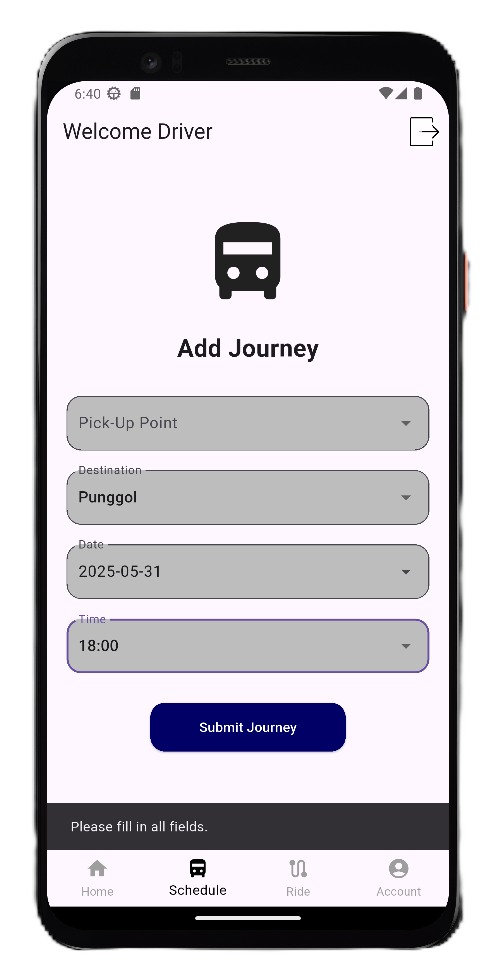 6:40
Welcome Driver
Add Journey
Pick-Up Point
Destination
Punggol
Date
2025-05-31
Time
18:00
Submit Journey
Please fill in all fields.
Home
Schedule
Ride
Account